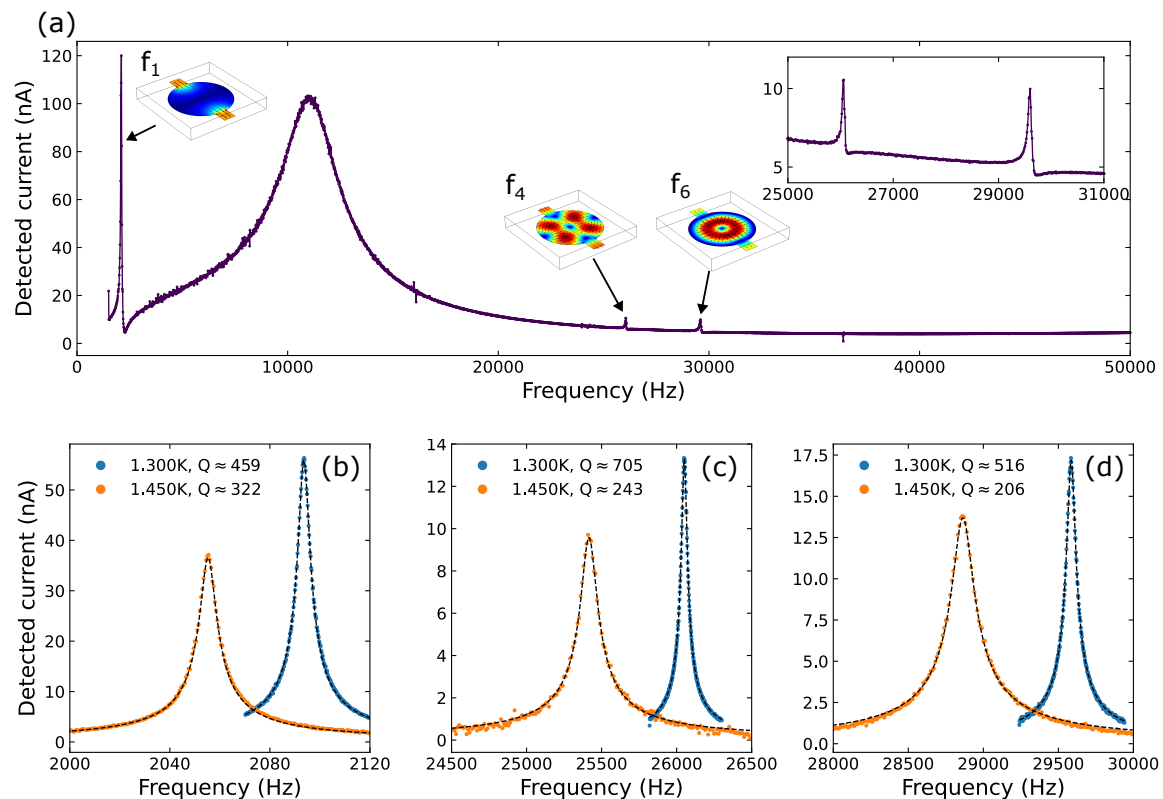 (a)
120
100
80
60
40
20
0
Detected current (nA)
f1
f4
f6
10
5
25000 27000 29000 31000
0 10000 20000 30000 40000 50000
Frequency (Hz)
(b)
1.300K, Q ≈ 459
1.450K, Q ≈ 322
50
40
30
20
10
0
Detected current (nA)
2000 2040 2080 2120
Frequency (Hz)
(c)
1.300K, Q ≈ 705
1.450K, Q ≈ 243
14
12
10
8
6
4
2
0
24500 25000 25500 26000 26500
Frequency (Hz)
(d)
1.300K, Q ≈ 516
1.450K, Q ≈ 206
17.5
15.0
12.5
10.0
7.5
5.0
2.5
0.0
28000 28500 29000 29500 30000
Frequency (Hz)